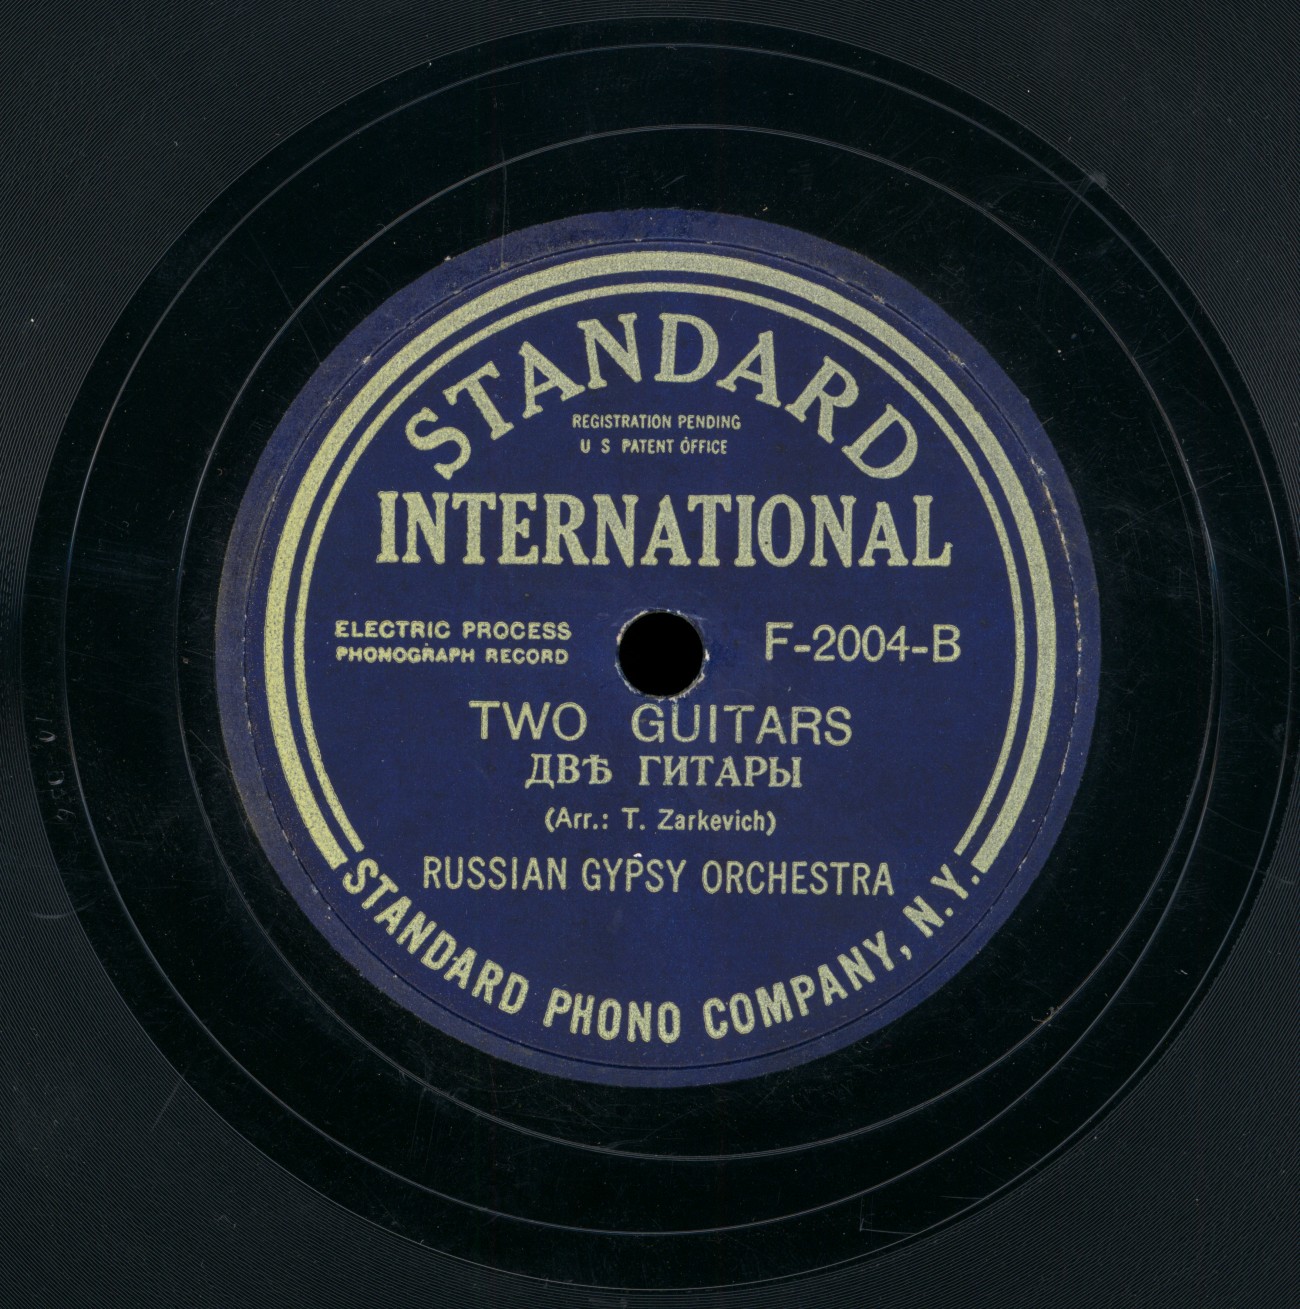 STANDARD
REGISTRATION PENDING
U S PATENT OFFICE
INTERNATIONAL
ELECTRIC PROCESS
PHONOGRAPH RECORD
F-2004-B
TWO GUITARS
ДВѢ ГИТАРЫ
(Arr.: T. Zarkevich)
RUSSIAN GYPSY ORCHESTRA
STANDARD PHONO COMPANY, N.Y.